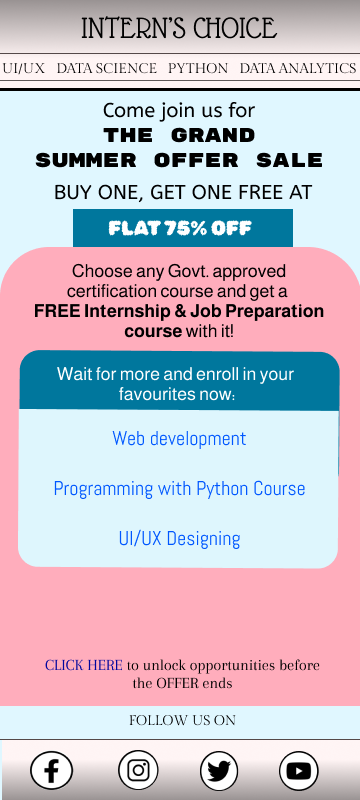 INTERN'S CHOICE
UI/UX DATA SCIENCE PYTHON DATA ANALYTICS
Come join us for
THE GRAND
SUMMER OFFER SALE
BUY ONE, GET ONE FREE AT
FLAT 75% OFF
Choose any Govt. approved
certification course and get a
FREE Internship & Job Preparation
course with it!
Wait for more and enroll in your
favourites now:
Web development
Programming with Python Course
UI/UX Designing
CLICK HERE to unlock opportunities before
the OFFER ends
FOLLOW US ON